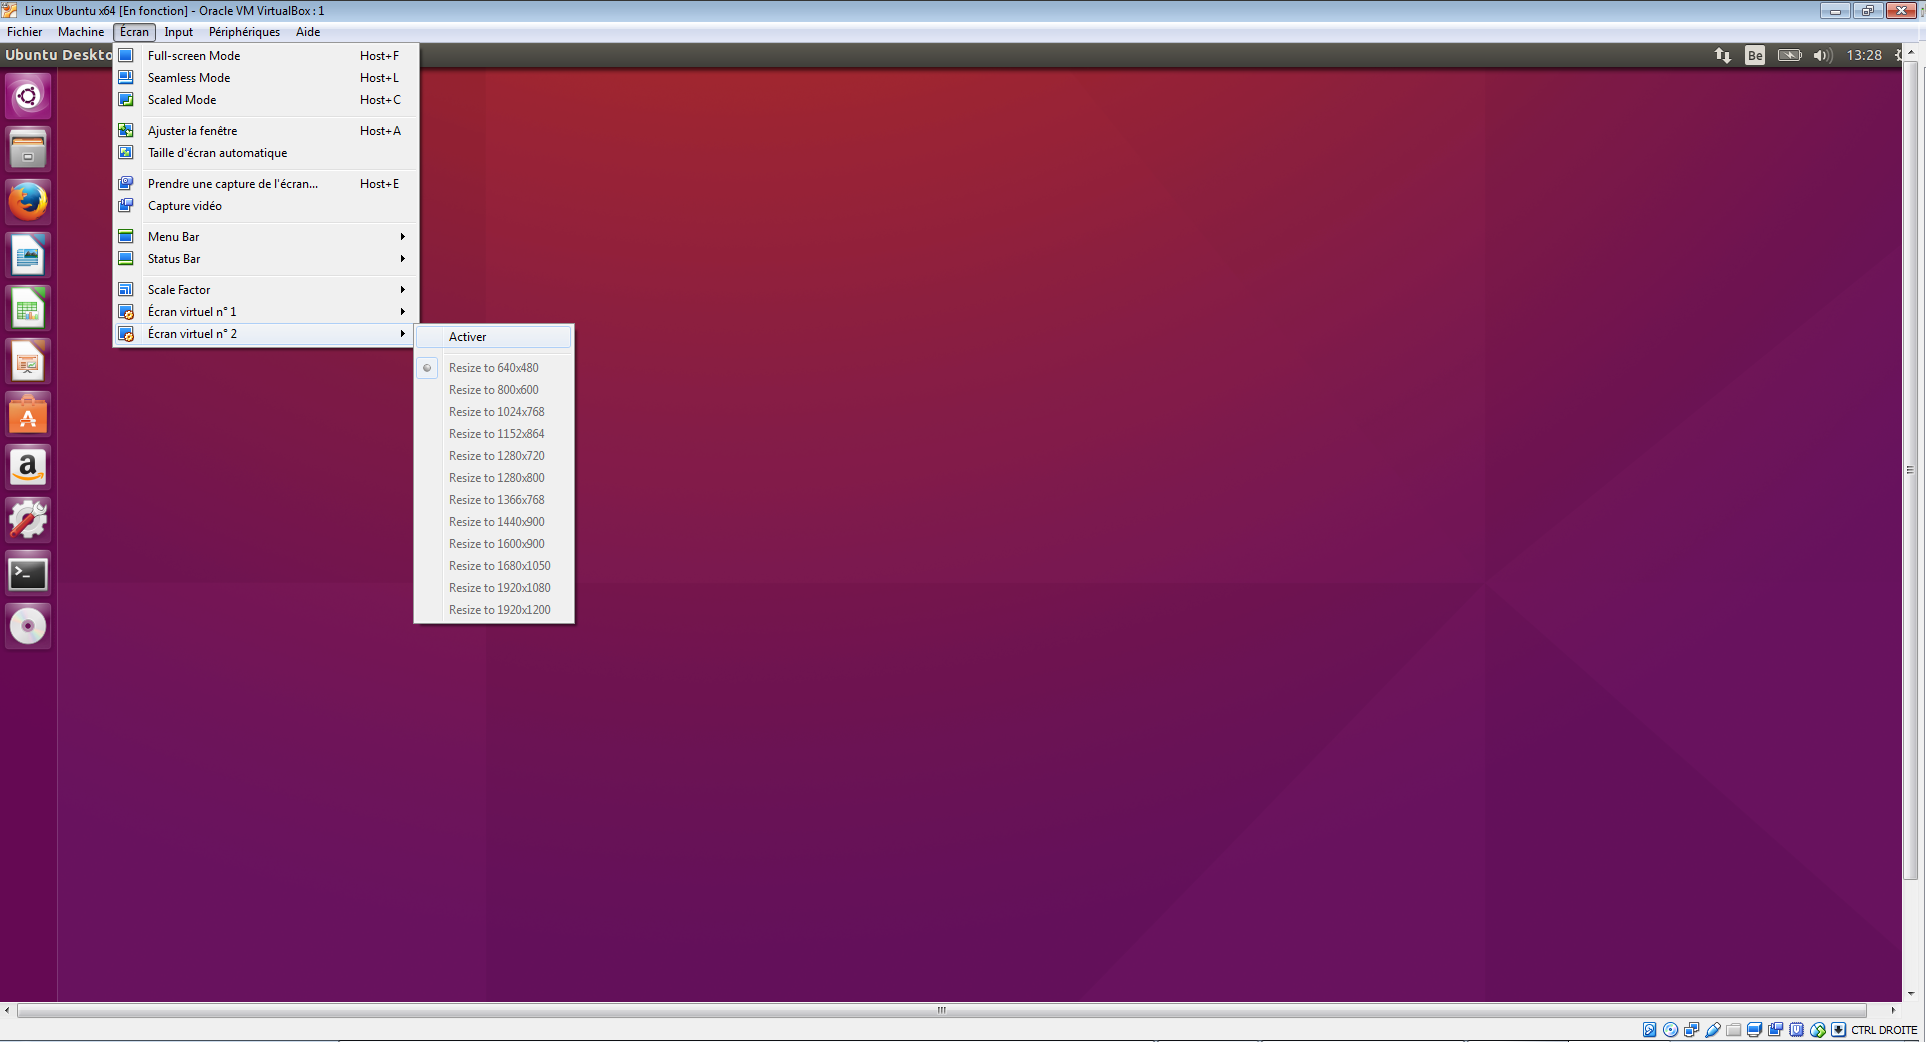 Linux Ubuntu x64 [En fonction] - Oracle VM VirtualBox : 1
Fichier Machine Écran Input Périphériques Aide
Ubuntu Deskto
Be
13:28
Full-screen Mode Host+F
Seamless Mode Host+L
Scaled Mode Host+C
Ajuster la fenêtre Host+A
Taille d'écran automatique
Prendre une capture de l'écran... Host+E
Capture vidéo
Menu Bar
Status Bar
Scale Factor
Écran virtuel n° 1
Écran virtuel n° 2
Activer
Resize to 640x480
Resize to 800x600
Resize to 1024x768
Resize to 1152x864
Resize to 1280x720
Resize to 1280x800
Resize to 1366x768
Resize to 1440x900
Resize to 1600x900
Resize to 1680x1050
Resize to 1920x1080
Resize to 1920x1200
CTRL DROITE